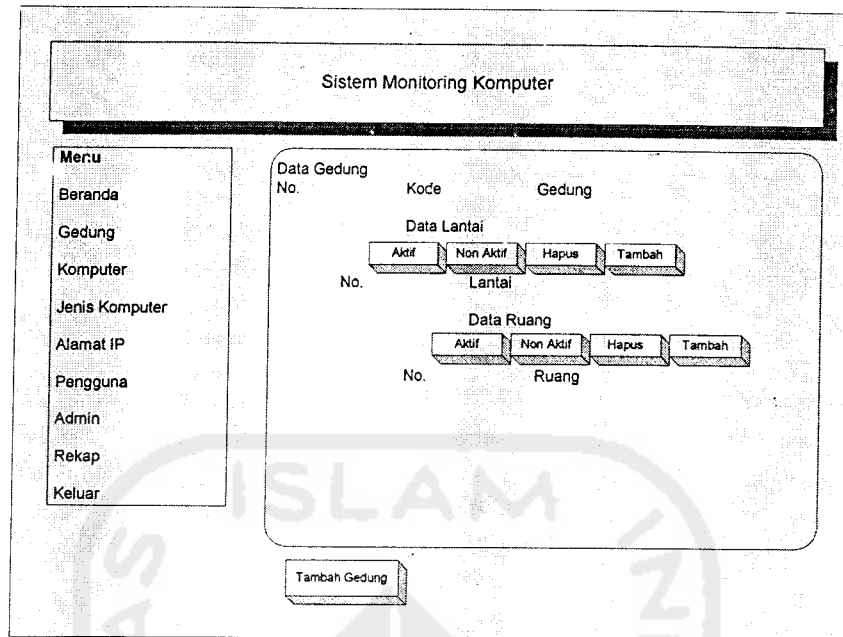 Sistem Monitoring Komputer
Menu
Beranda
Gedung
Komputer
Jenis Komputer
Alamat IP
Pengguna
Admin
Rekap
Keluar
Data Gedung
No. Kode Gedung
Data Lantai
Aktif Non Aktif Hapus Tambah
No. Lantai
Data Ruang
Aktif Non Aktif Hapus Tambah
No. Ruang
Tambah Gedung
ISLAM